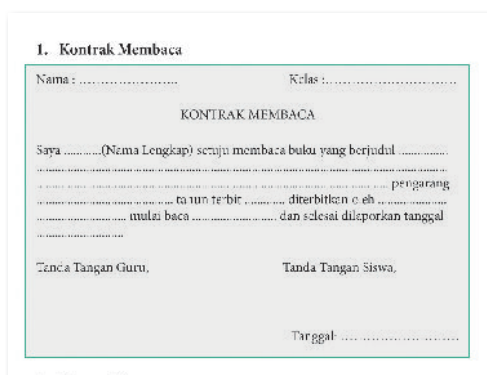 1. Kontrak Membaca
Nama : ........................ Kelas :................................
KONTRAK MEMBACA
Saya ............(Nama Lengkap) setuju membaca buku yang berjudul ................
................................................................................................
................................................................................ pengarang
................................. tahun terbit ............. diterbitkan oleh ......................
...................... mulai baca ..................... dan selesai dilaporkan tanggal
.........................
Tanda Tangan Guru, Tanda Tangan Siswa,
Tanggal: .............................